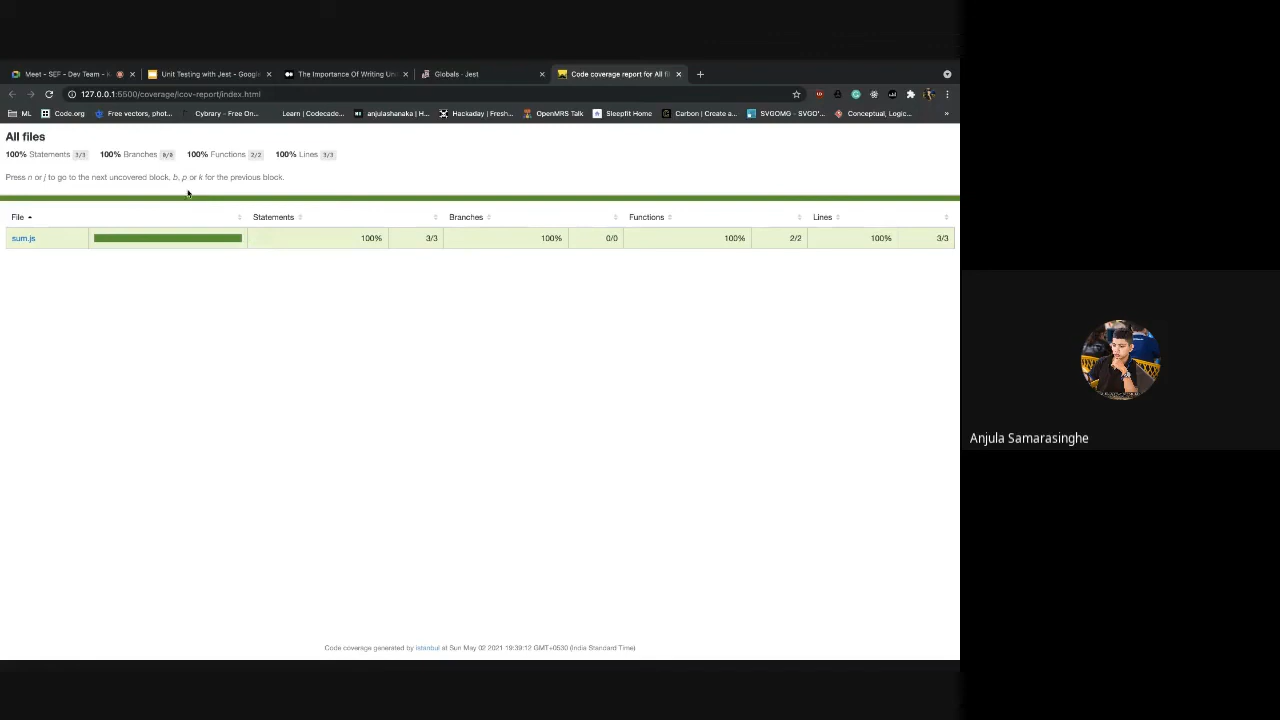 Meet - SEF - Dev Team - Unit Testing with Jest - Google The Importance Of Writing Un Globals · Jest Code coverage report for All fi
127.0.0.1:5500/coverage/lcov-report/index.html
ML Code.org Free vectors, phot... Cybrary - Free On... Learn | Codecade... anjulashanaka | H... Hackaday | Fresh... OpenMRS Talk Sleepfit Home Carbon | Create a... SVGOMG - SVGO'... Conceptual, Logic... »
All files
100% Statements 3/3 100% Branches 0/0 100% Functions 2/2 100% Lines 3/3
Press n or j to go to the next uncovered block, b, p or k for the previous block.
File Statements Branches Functions Lines
sum.js 100% 3/3 100% 0/0 100% 2/2 100% 3/3
Anjula Samarasinghe
Code coverage generated by istanbul at Sun May 02 2021 19:39:12 GMT+0530 (India Standard Time)